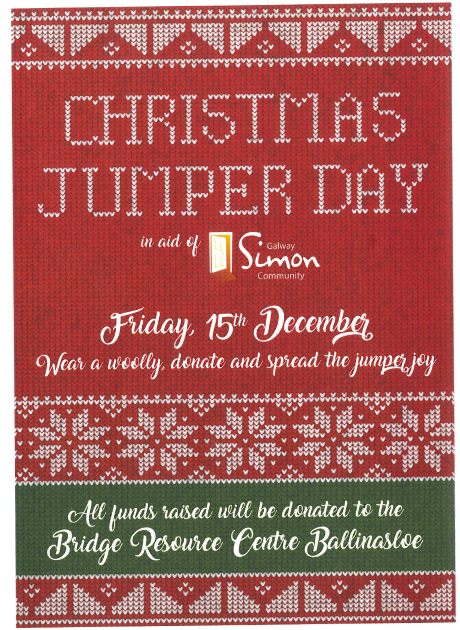 CHRISTMAS
JUMPER DAY
in aid of Galway Simon Community
Friday, 15th December
Wear a woolly, donate and spread the jumper joy
All funds raised will be donated to the
Bridge Resource Centre Ballinasloe